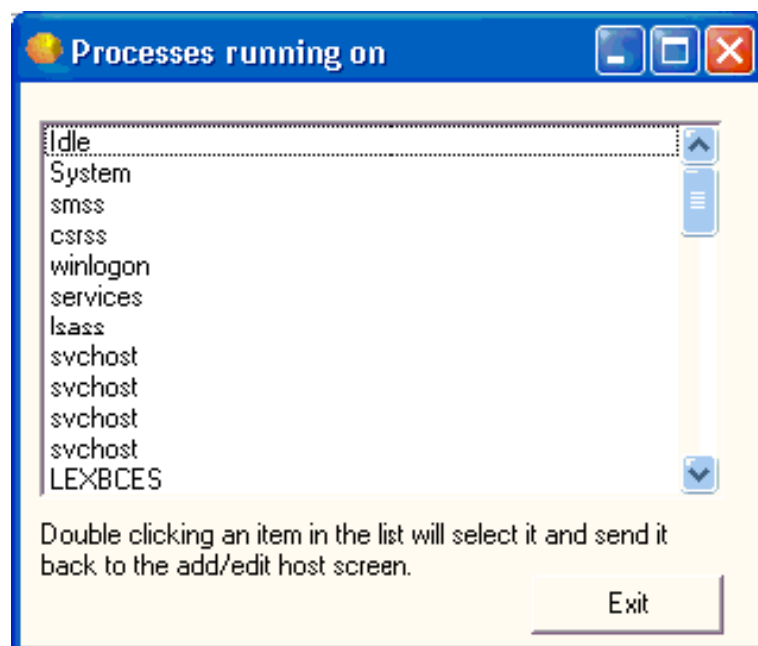 Processes running on
Idle
System
smss
csrss
winlogon
services
lsass
svchost
svchost
svchost
svchost
LEXBCES
Double clicking an item in the list will select it and send it
back to the add/edit host screen.
Exit